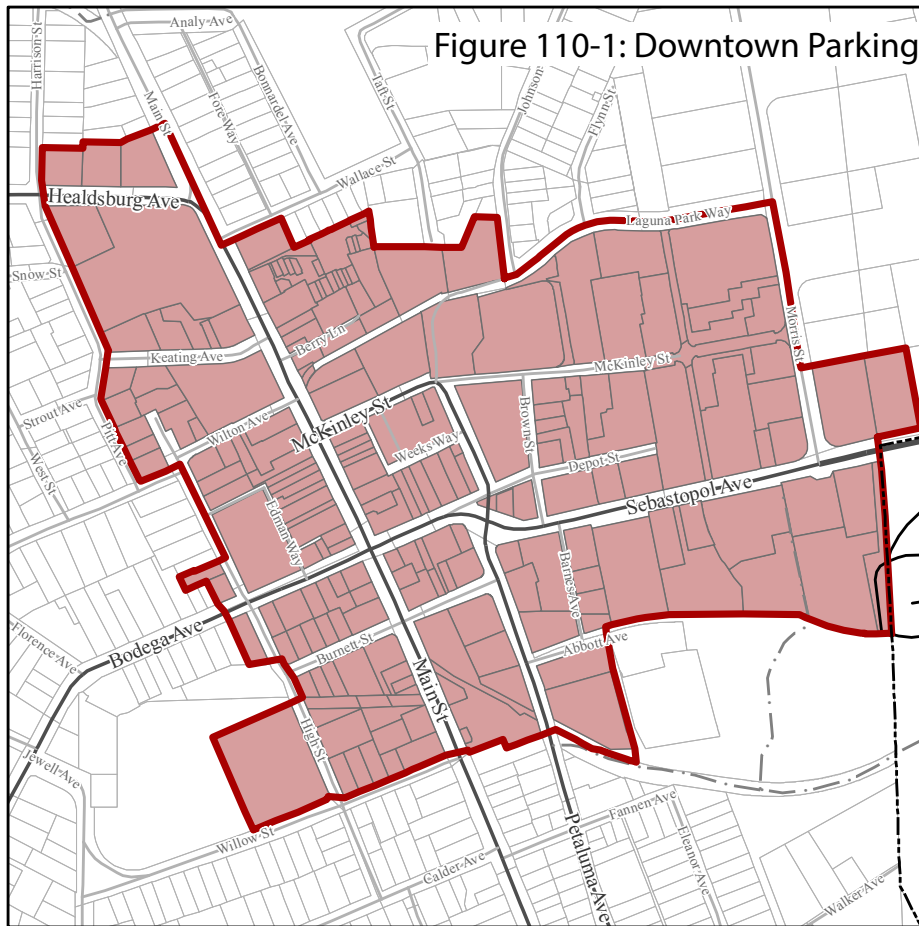 Figure 110-1: Downtown Parking
Analy Ave
Harrison St
Main St
Fore Way
Bonnardel Ave
Taft St
Johnson
Flynn St
Wallace St
Healdsburg Ave
Laguna Park Way
Snow St
Berry Ln
Keating Ave
Morris St
McKinley St
Strout Ave
Pitt Ave
Wilton Ave
McKinley St
Brown St
West St
Weeks Way
Depot St
Edman Way
Sebastopol Ave
Barnes Ave
Florence Ave
Bodega Ave
Burnett St
Abbott Ave
Main St
High St
Jewell Ave
Willow St
Petaluma Ave
Fannen Ave
Calder Ave
Eleanor Ave
Walker Ave